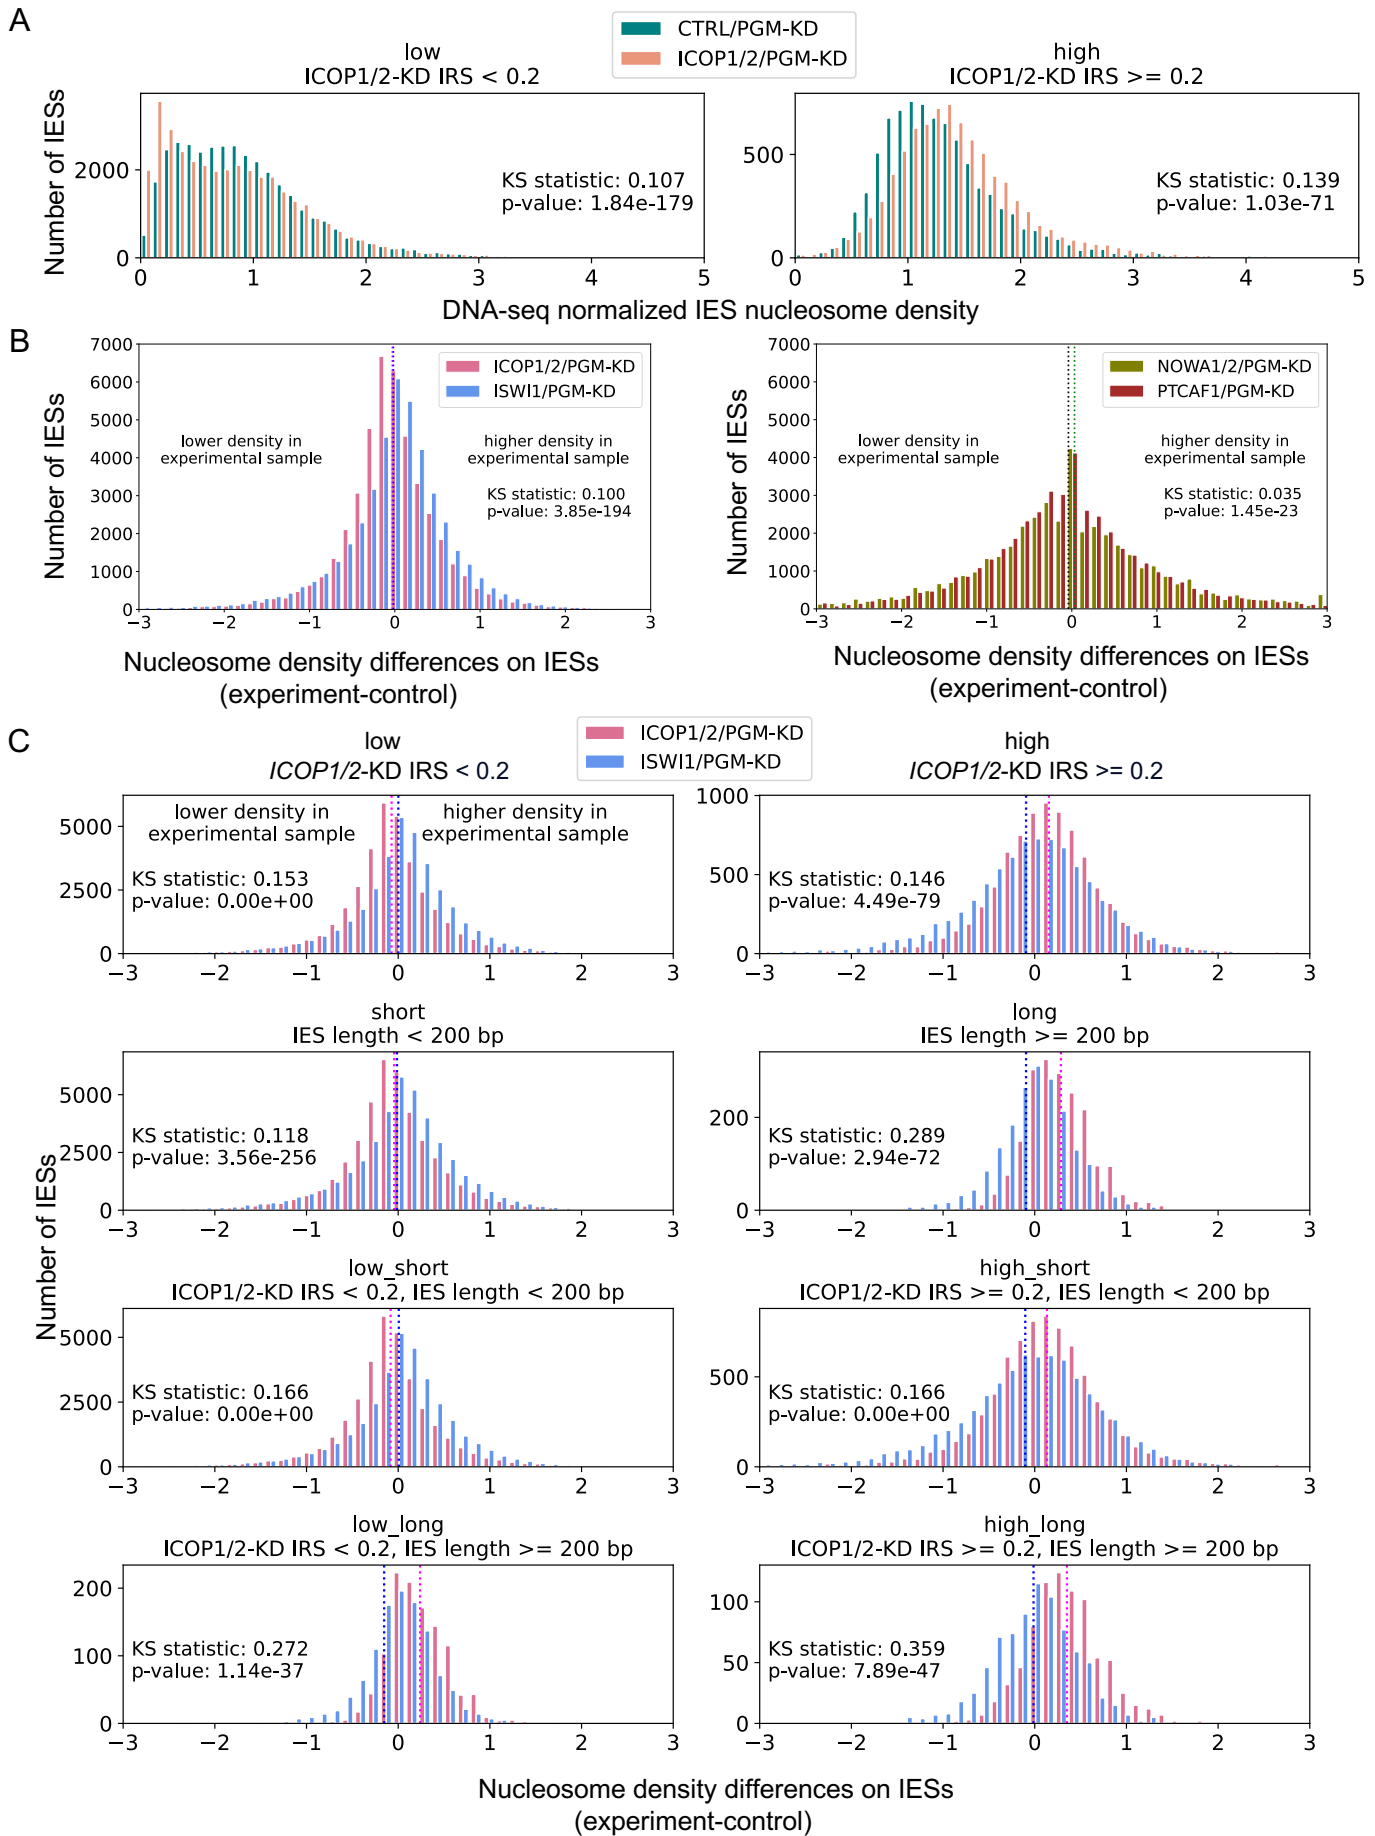 A
CTRL/PGM-KD
ICOP1/2/PGM-KD
low
ICOP1/2-KD IRS < 0.2
high
ICOP1/2-KD IRS >= 0.2
Number of IESs
2000
0
KS statistic: 0.107
p-value: 1.84e-179
0 1 2 3 4 5
500
0
KS statistic: 0.139
p-value: 1.03e-71
0 1 2 3 4 5
DNA-seq normalized IES nucleosome density
B
Number of IESs
7000
6000
5000
4000
3000
2000
1000
0
ICOP1/2/PGM-KD
ISWI1/PGM-KD
lower density in
experimental sample
higher density in
experimental sample
KS statistic: 0.100
p-value: 3.85e-194
−3 −2 −1 0 1 2 3
Nucleosome density differences on IESs
(experiment-control)
Number of IESs
7000
6000
5000
4000
3000
2000
1000
0
NOWA1/2/PGM-KD
PTCAF1/PGM-KD
lower density in
experimental sample
higher density in
experimental sample
KS statistic: 0.035
p-value: 1.45e-23
−3 −2 −1 0 1 2 3
Nucleosome density differences on IESs
(experiment-control)
C
ICOP1/2/PGM-KD
ISWI1/PGM-KD
low
ICOP1/2-KD IRS < 0.2
high
ICOP1/2-KD IRS >= 0.2
Number of IESs
5000
2500
0
lower density in
experimental sample
higher density in
experimental sample
KS statistic: 0.153
p-value: 0.00e+00
−3 −2 −1 0 1 2 3
1000
500
0
KS statistic: 0.146
p-value: 4.49e-79
−3 −2 −1 0 1 2 3
short
IES length < 200 bp
5000
2500
0
KS statistic: 0.118
p-value: 3.56e-256
−3 −2 −1 0 1 2 3
long
IES length >= 200 bp
200
0
KS statistic: 0.289
p-value: 2.94e-72
−3 −2 −1 0 1 2 3
low_short
ICOP1/2-KD IRS < 0.2, IES length < 200 bp
5000
2500
0
KS statistic: 0.166
p-value: 0.00e+00
−3 −2 −1 0 1 2 3
high_short
ICOP1/2-KD IRS >= 0.2, IES length < 200 bp
500
0
KS statistic: 0.166
p-value: 0.00e+00
−3 −2 −1 0 1 2 3
low_long
ICOP1/2-KD IRS < 0.2, IES length >= 200 bp
200
100
0
KS statistic: 0.272
p-value: 1.14e-37
−3 −2 −1 0 1 2 3
high_long
ICOP1/2-KD IRS >= 0.2, IES length >= 200 bp
100
50
0
KS statistic: 0.359
p-value: 7.89e-47
−3 −2 −1 0 1 2 3
Nucleosome density differences on IESs
(experiment-control)